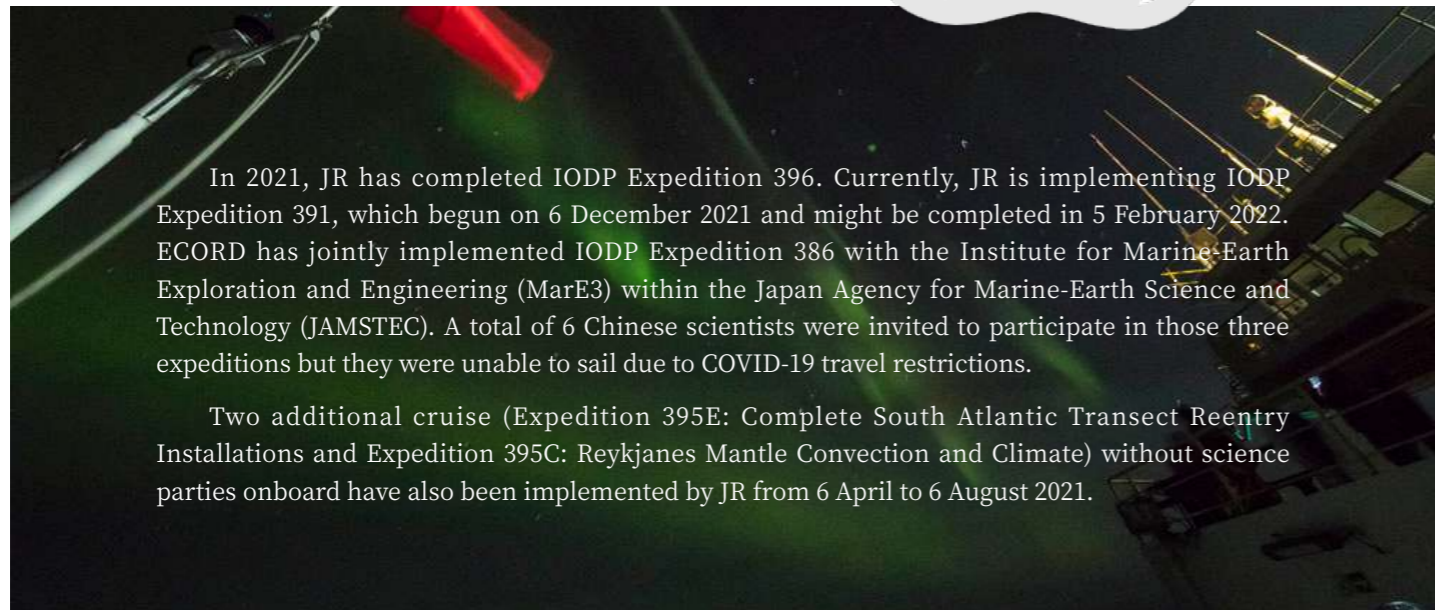 In 2021, JR has completed IODP Expedition 396. Currently, JR is implementing IODP
Expedition 391, which begun on 6 December 2021 and might be completed in 5 February 2022.
ECORD has jointly implemented IODP Expedition 386 with the Institute for Marine-Earth
Exploration and Engineering (MarE3) within the Japan Agency for Marine-Earth Science and
Technology (JAMSTEC). A total of 6 Chinese scientists were invited to participate in those three
expeditions but they were unable to sail due to COVID-19 travel restrictions.
Two additional cruise (Expedition 395E: Complete South Atlantic Transect Reentry
Installations and Expedition 395C: Reykjanes Mantle Convection and Climate) without science
parties onboard have also been implemented by JR from 6 April to 6 August 2021.